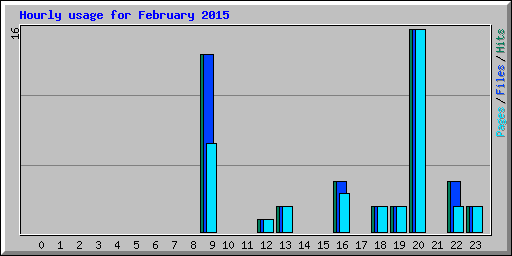 Hourly usage for February 2015
16
Pages/Files/Hits
0 1 2 3 4 5 6 7 8 9 10 11 12 13 14 15 16 17 18 19 20 21 22 23